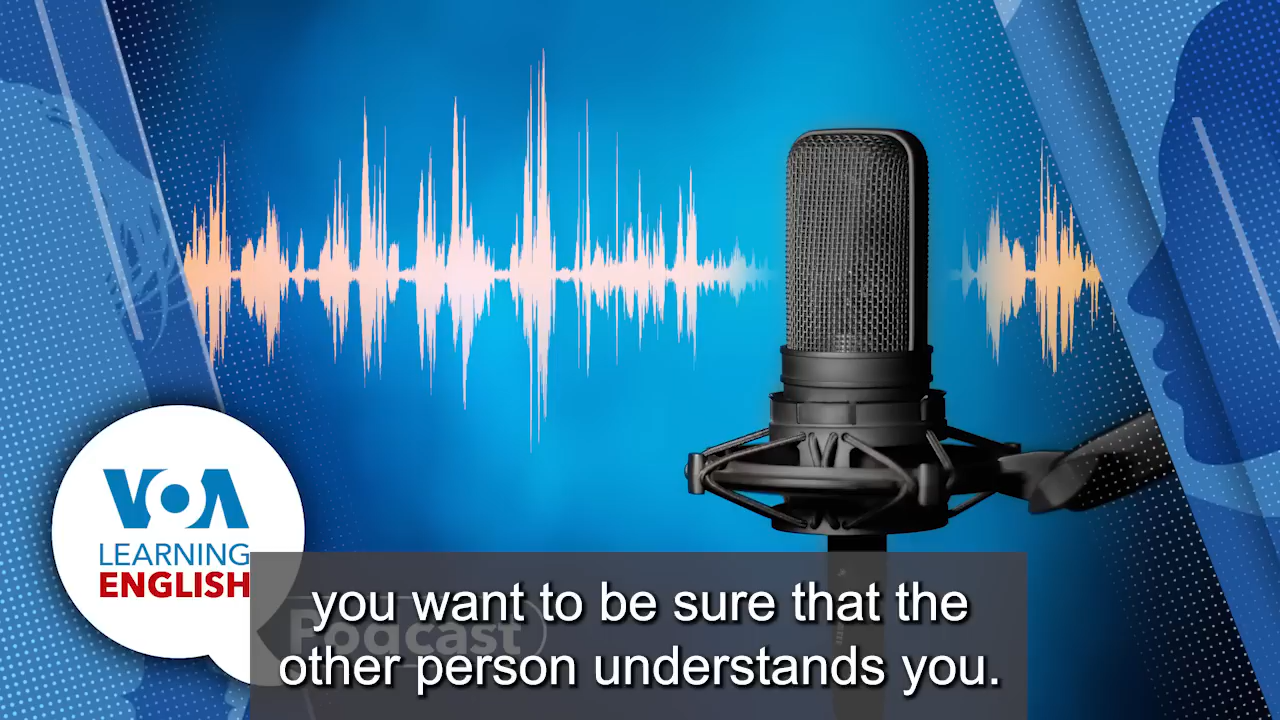 VOA
LEARNING
ENGLISH
Podcast
you want to be sure that the
other person understands you.